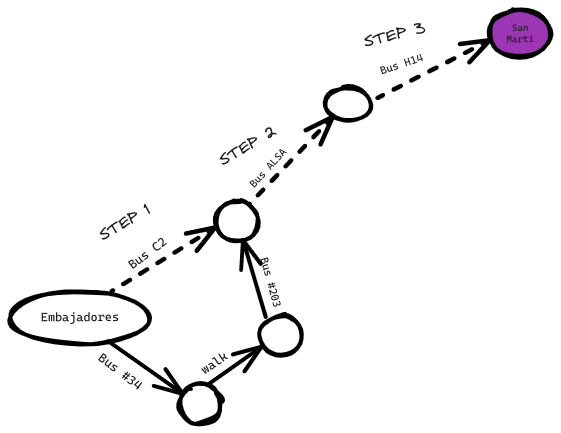 San
Marti
STEP 3
Bus H14
STEP 2
Bus ALSA
STEP 1
Bus C2
Bus #203
Embajadores
walk
Bus #34